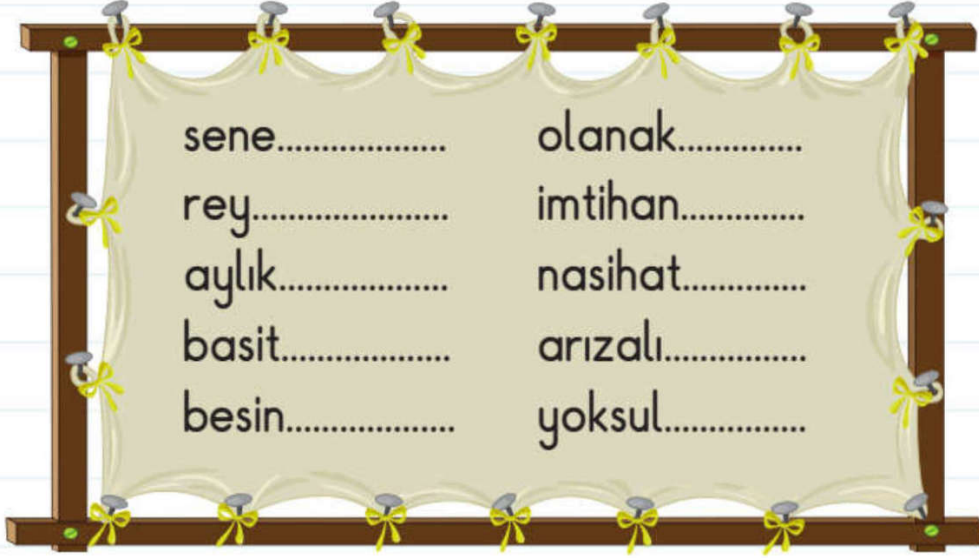 sene................... olanak..............
rey...................... imtihan..............
aylık................... nasihat..............
basit................... arızalı................
besin................... yoksul................